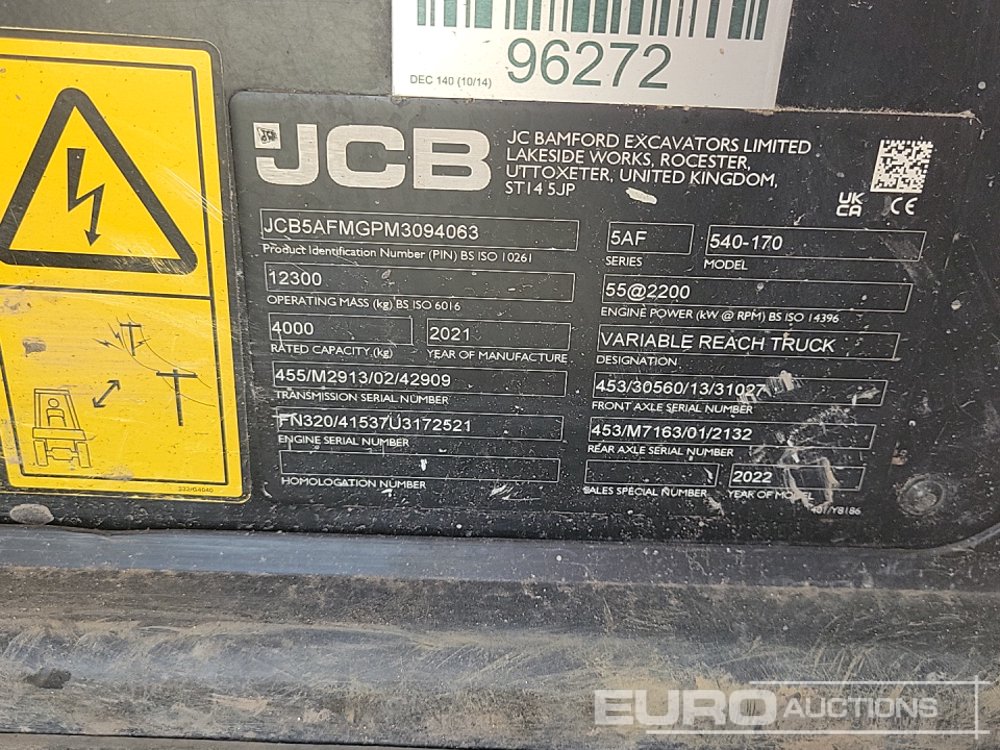 DEC 140 (10/14) 96272
JCB
JC BAMFORD EXCAVATORS LIMITED
LAKESIDE WORKS, ROCESTER,
UTTOXETER, UNITED KINGDOM,
ST14 5JP
UK
CA CE
JCB5AFMGPM3094063
Product Identification Number (PIN) BS ISO 10261
5AF
SERIES
540-170
MODEL
12300
OPERATING MASS (kg) BS ISO 6016
55@2200
ENGINE POWER (kW @ RPM) BS ISO 14396
4000
RATED CAPACITY (kg)
2021
YEAR OF MANUFACTURE
VARIABLE REACH TRUCK
DESIGNATION
455/M2913/02/42909
TRANSMISSION SERIAL NUMBER
453/30560/13/31027
FRONT AXLE SERIAL NUMBER
FN320/41537U3172521
ENGINE SERIAL NUMBER
453/M7163/01/2132
REAR AXLE SERIAL NUMBER
HOMOLOGATION NUMBER
SALES SPECIAL NUMBER
2022
YEAR OF MODEL
332/G4040
401/Y8186
EURO AUCTIONS